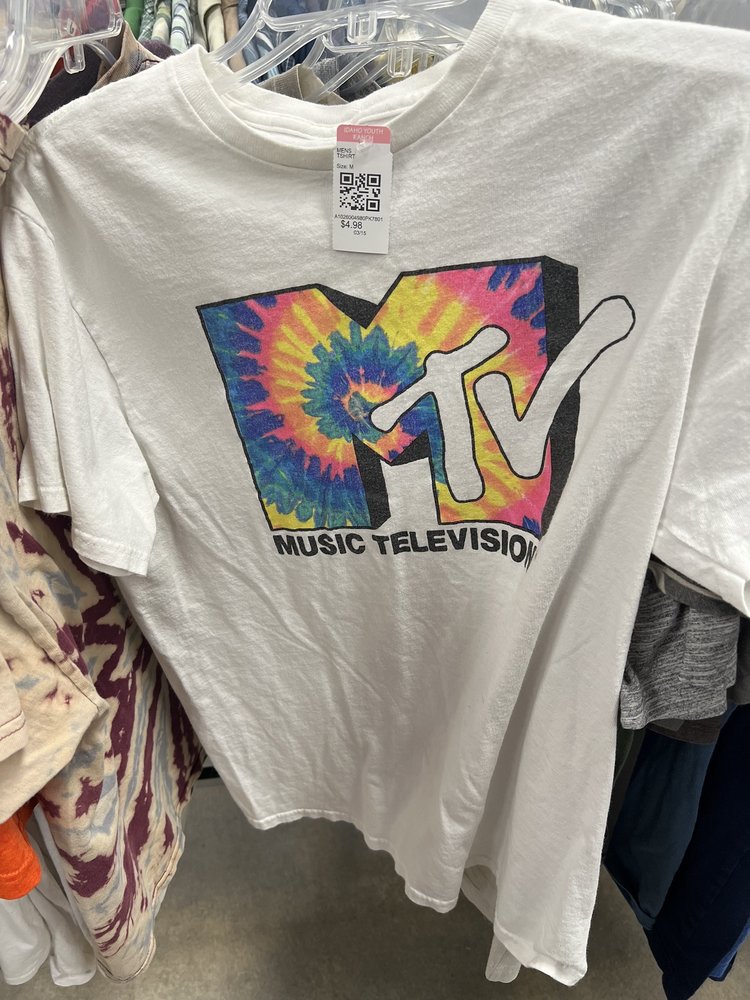 IDAHO YOUTH
RANCH
MENS
TSHIRT
Size: M
$4.98
03/15
MTV
MUSIC TELEVISION